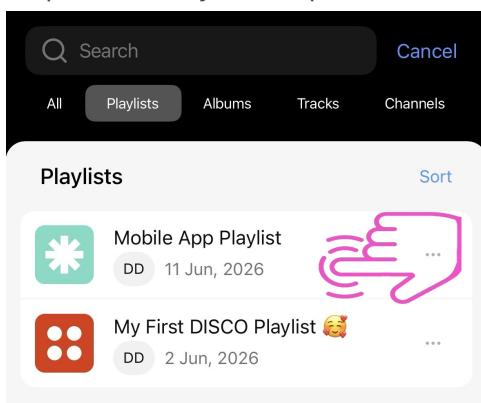 Search Cancel
All Playlists Albums Tracks Channels
Playlists Sort
Mobile App Playlist
DD 11 Jun, 2026
My First DISCO Playlist 🥰
DD 2 Jun, 2026